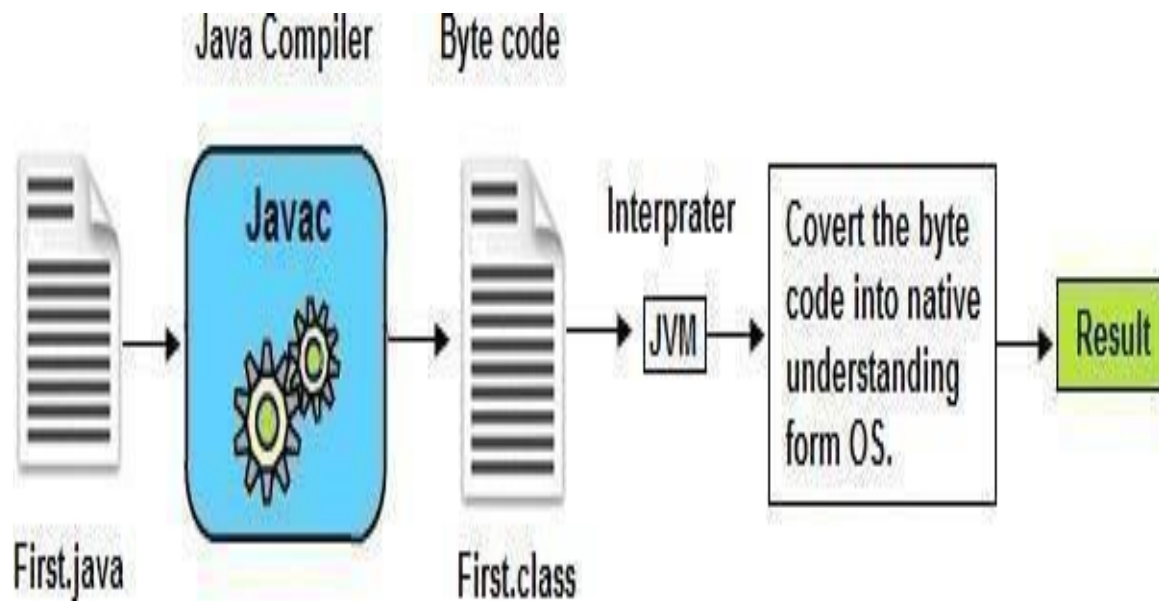 Java Compiler
Byte code
Javac
Interprater
JVM
Covert the byte
code into native
understanding
form OS.
Result
First.java
First.class